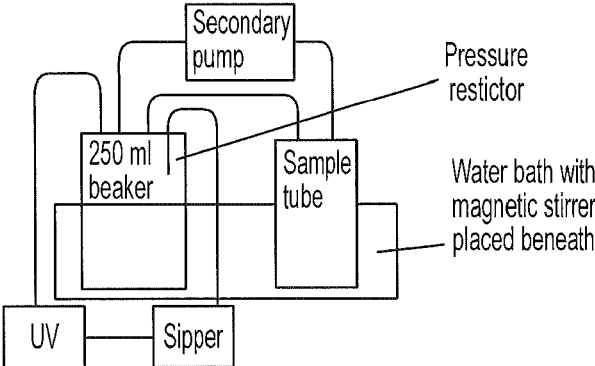 Secondary
pump
Pressure
restictor
250 ml
beaker
Sample
tube
Water bath with
magnetic stirrer
placed beneath
UV
Sipper